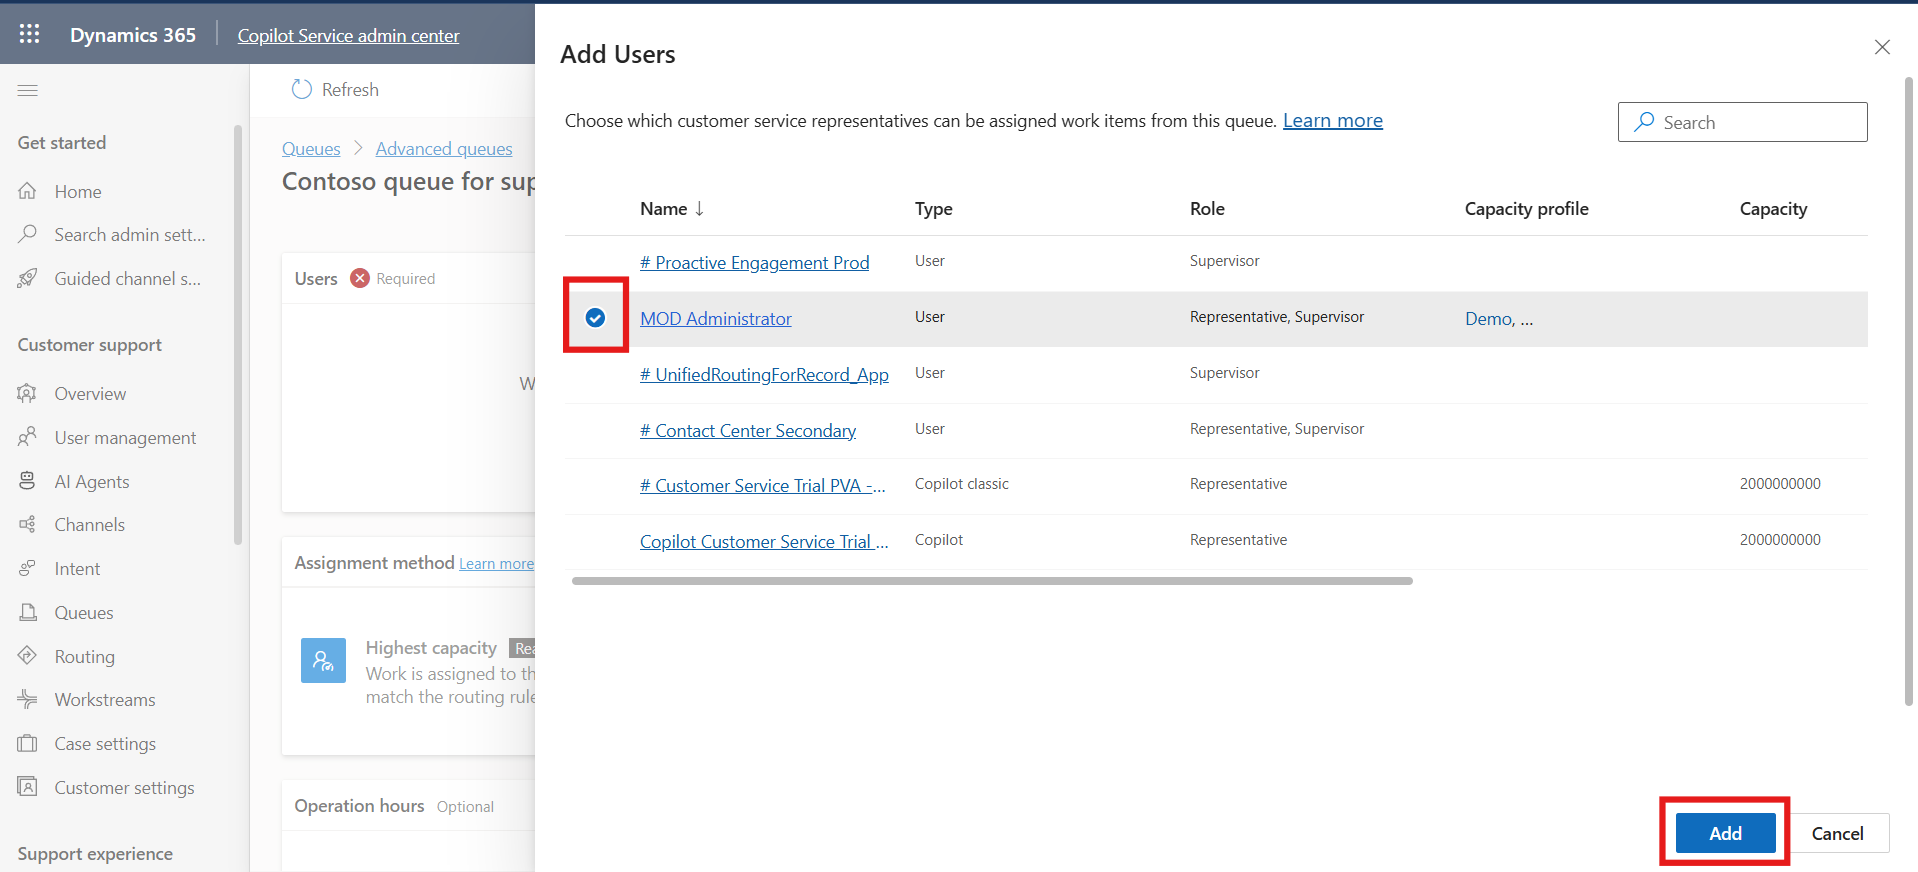 Dynamics 365
Copilot Service admin center
Refresh
Get started
Home
Search admin sett...
Guided channel s...
Customer support
Overview
User management
AI Agents
Channels
Intent
Queues
Routing
Workstreams
Case settings
Customer settings
Support experience
Queues > Advanced queues
Contoso queue for sup
Users Required
W
Assignment method Learn more
Highest capacity Rea
Work is assigned to th
match the routing rule
Operation hours Optional
Add Users
Choose which customer service representatives can be assigned work items from this queue. Learn more
Search
Name ↓ Type Role Capacity profile Capacity
# Proactive Engagement Prod User Supervisor
MOD Administrator User Representative, Supervisor Demo, ...
# UnifiedRoutingForRecord_App User Supervisor
# Contact Center Secondary User Representative, Supervisor
# Customer Service Trial PVA -... Copilot classic Representative 2000000000
Copilot Customer Service Trial ... Copilot Representative 2000000000
Add Cancel